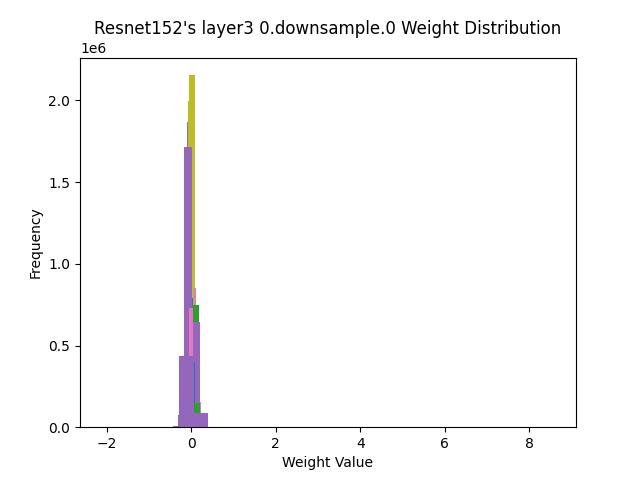 Resnet152's layer3 0.downsample.0 Weight Distribution
1e6
2.0
1.5
1.0
0.5
0.0
Frequency
−2 0 2 4 6 8
Weight Value